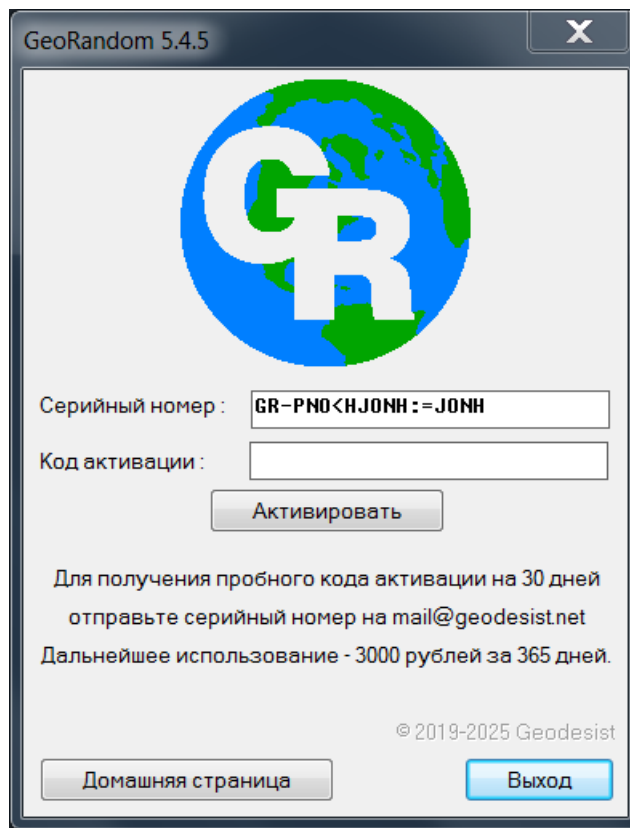 GeoRandom 5.4.5
GR
Серийный номер : GR-PNO<HJONH:=JONH
Код активации :
Активировать
Для получения пробного кода активации на 30 дней
отправьте серийный номер на mail@geodesist.net
Дальнейшее использование - 3000 рублей за 365 дней.
© 2019-2025 Geodesist
Домашняя страница Выход